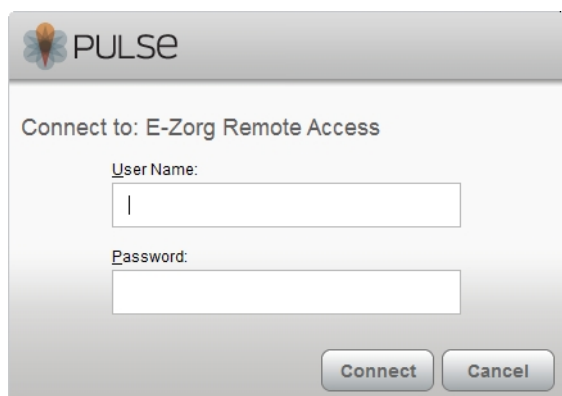 PULSe
Connect to: E-Zorg Remote Access
User Name:
Password:
Connect Cancel